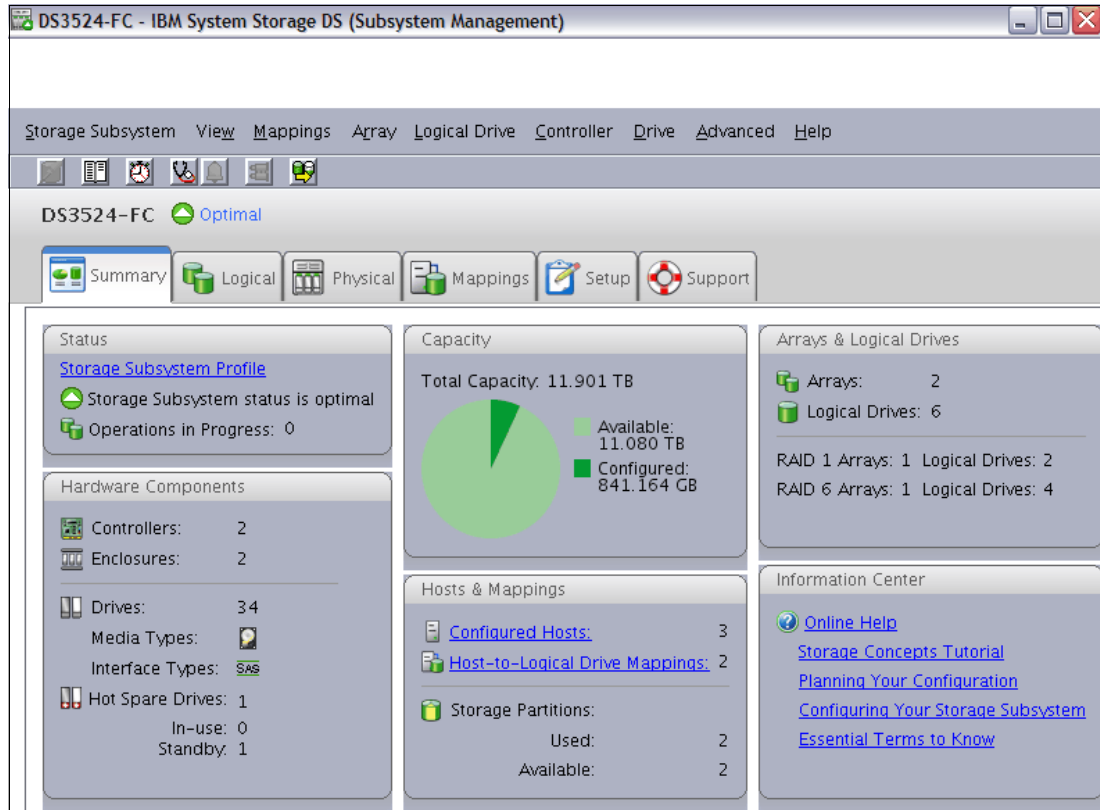 DS3524-FC - IBM System Storage DS (Subsystem Management)
Storage Subsystem View Mappings Array Logical Drive Controller Drive Advanced Help
DS3524-FC Optimal
Summary Logical Physical Mappings Setup Support
Status
Storage Subsystem Profile
Storage Subsystem status is optimal
Operations in Progress: 0
Hardware Components
Controllers: 2
Enclosures: 2
Drives: 34
Media Types:
Interface Types: SAS
Hot Spare Drives: 1
In-use: 0
Standby: 1
Capacity
Total Capacity: 11.901 TB
Available:
11.080 TB
Configured:
841.164 GB
Hosts & Mappings
Configured Hosts: 3
Host-to-Logical Drive Mappings: 2
Storage Partitions:
Used: 2
Available: 2
Arrays & Logical Drives
Arrays: 2
Logical Drives: 6
RAID 1 Arrays: 1 Logical Drives: 2
RAID 6 Arrays: 1 Logical Drives: 4
Information Center
Online Help
Storage Concepts Tutorial
Planning Your Configuration
Configuring Your Storage Subsystem
Essential Terms to Know